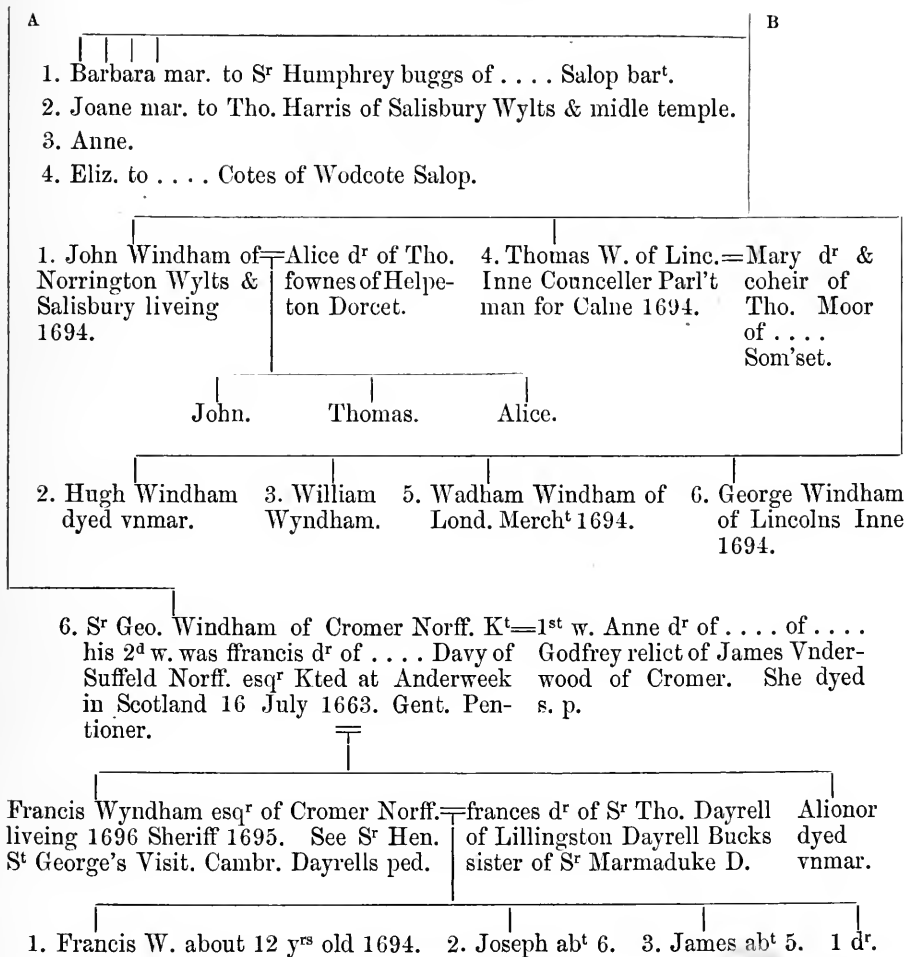 A B
1. Barbara mar. to Sʳ Humphrey buggs of . . . . Salop barᵗ.
2. Joane mar. to Tho. Harris of Salisbury Wylts & midle temple.
3. Anne.
4. Eliz. to . . . . Cotes of Wodcote Salop.
1. John Windham of
Norrington Wylts &
Salisbury liveing
1694.
Alice dʳ of Tho.
fownes of Helpe-
ton Dorcet.
4. Thomas W. of Linc.
Inne Counceller Parl't
man for Calne 1694.
Mary dʳ &
coheir of
Tho. Moor
of . . . .
Som'set.
John. Thomas. Alice.
2. Hugh Windham
dyed vnmar.
3. William
Wyndham.
5. Wadham Windham of
Lond. Merchᵗ 1694.
6. George Windham
of Lincolns Inne
1694.
6. Sʳ Geo. Windham of Cromer Norff. Kᵗ
his 2ᵈ w. was ffrancis dʳ of . . . . Davy of
Suffeld Norff. esqʳ Kted at Anderweek
in Scotland 16 July 1663. Gent. Pen-
tioner.
1ˢᵗ w. Anne dʳ of . . . . of . . . .
Godfrey relict of James Vnder-
wood of Cromer. She dyed
s. p.
Francis Wyndham esqʳ of Cromer Norff.
liveing 1696 Sheriff 1695. See Sʳ Hen.
Sᵗ George's Visit. Cambr. Dayrells ped.
frances dʳ of Sʳ Tho. Dayrell
of Lillingston Dayrell Bucks
sister of Sʳ Marmaduke D.
Alionor
dyed
vnmar.
1. Francis W. about 12 yʳˢ old 1694. 2. Joseph abᵗ 6. 3. James abᵗ 5. 1 dʳ.